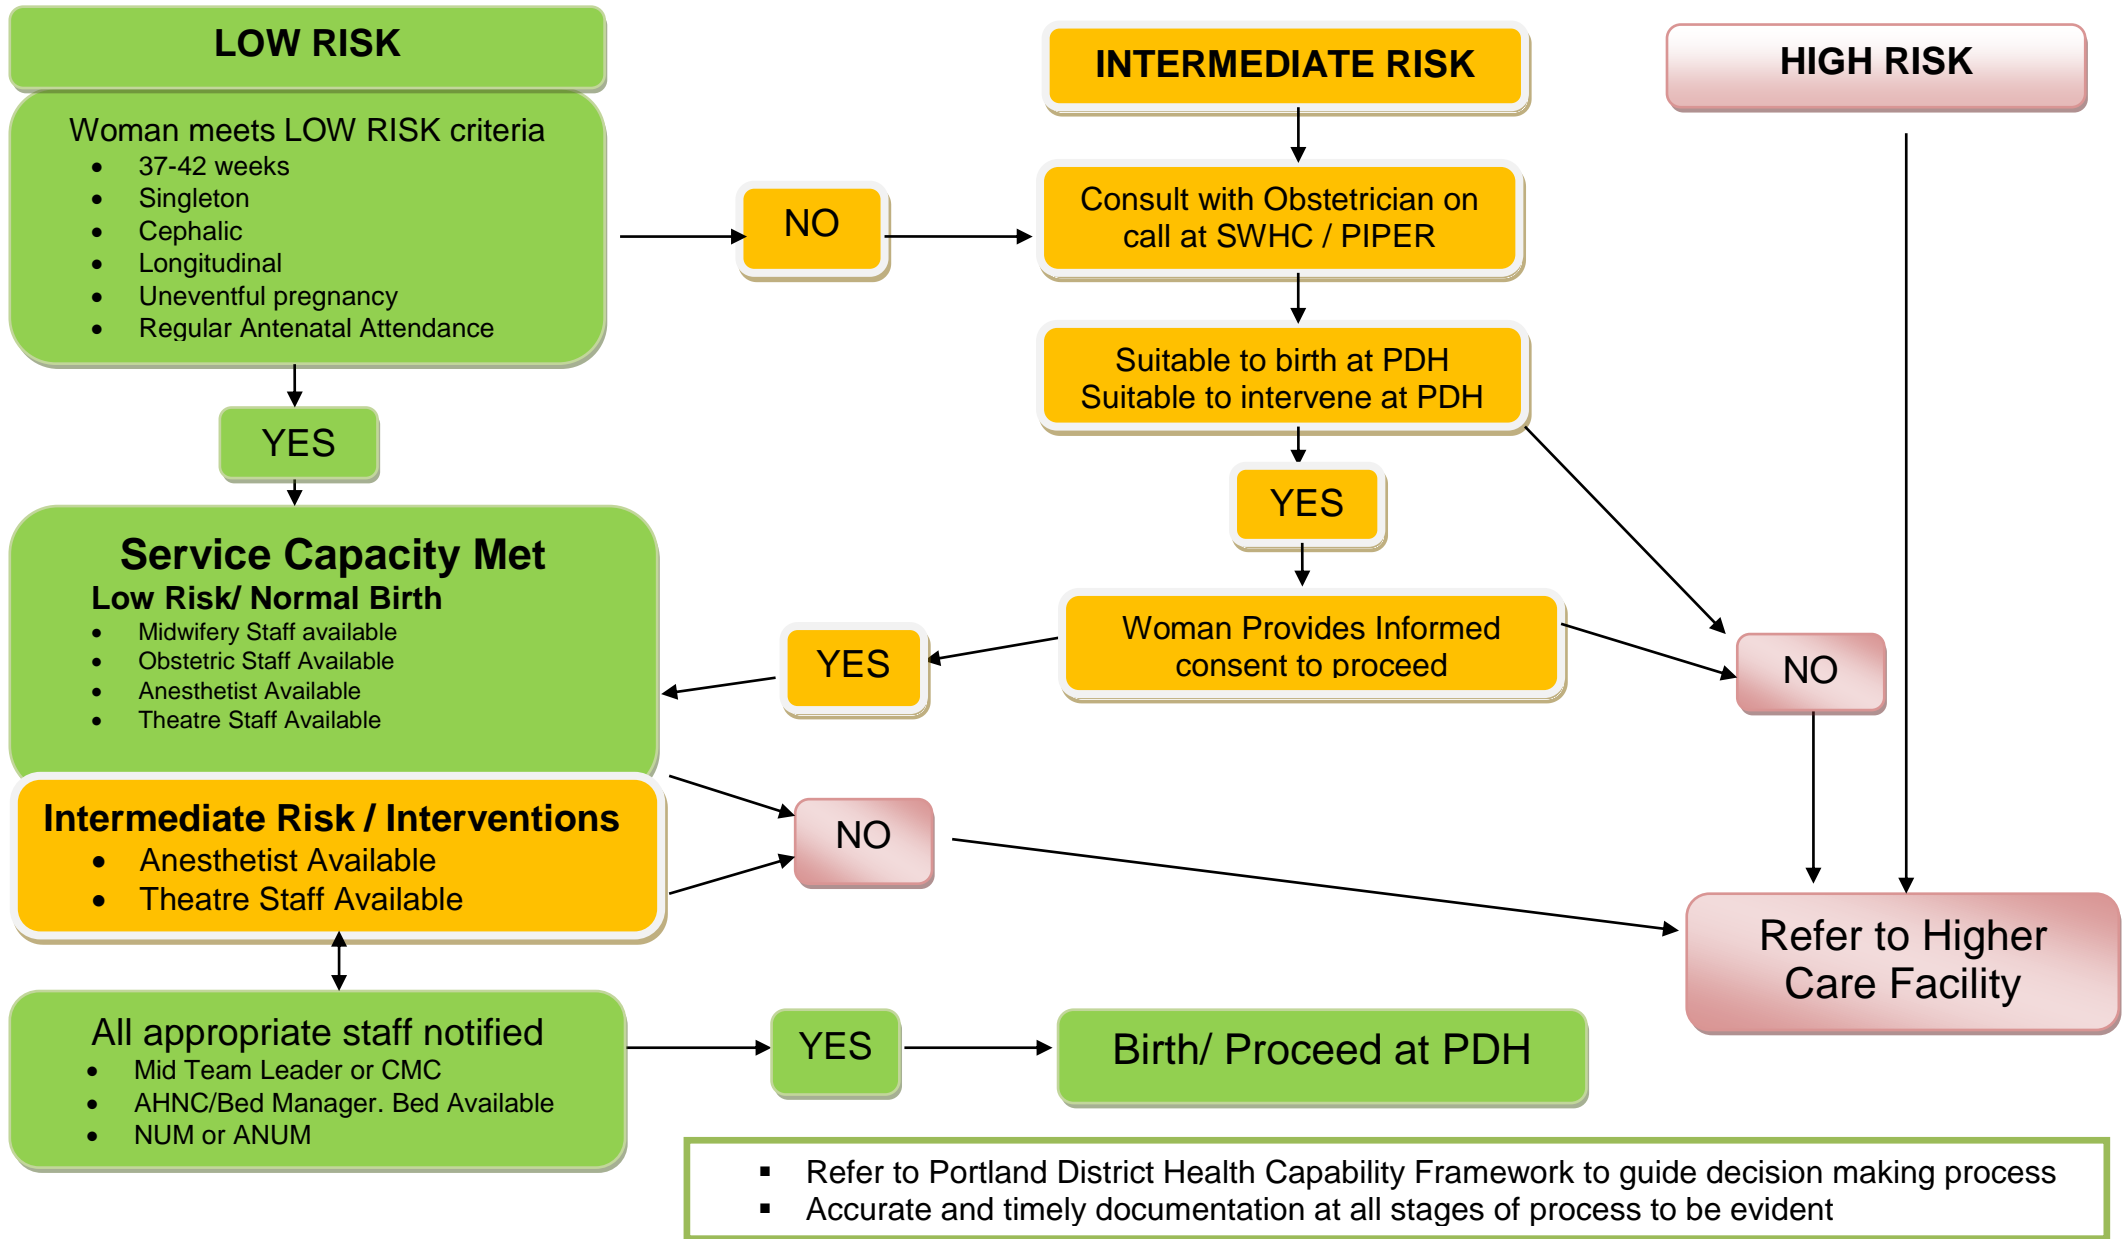 LOW RISK
Woman meets LOW RISK criteria
• 37-42 weeks
• Singleton
• Cephalic
• Longitudinal
• Uneventful pregnancy
• Regular Antenatal Attendance
YES
NO
INTERMEDIATE RISK
Consult with Obstetrician on
call at SWHC / PIPER
Suitable to birth at PDH
Suitable to intervene at PDH
YES
Woman Provides Informed
consent to proceed
YES
NO
HIGH RISK
Service Capacity Met
Low Risk/ Normal Birth
• Midwifery Staff available
• Obstetric Staff Available
• Anesthetist Available
• Theatre Staff Available
Intermediate Risk / Interventions
• Anesthetist Available
• Theatre Staff Available
NO
Refer to Higher
Care Facility
All appropriate staff notified
• Mid Team Leader or CMC
• AHNC/Bed Manager. Bed Available
• NUM or ANUM
YES
Birth/ Proceed at PDH
▪ Refer to Portland District Health Capability Framework to guide decision making process
▪ Accurate and timely documentation at all stages of process to be evident